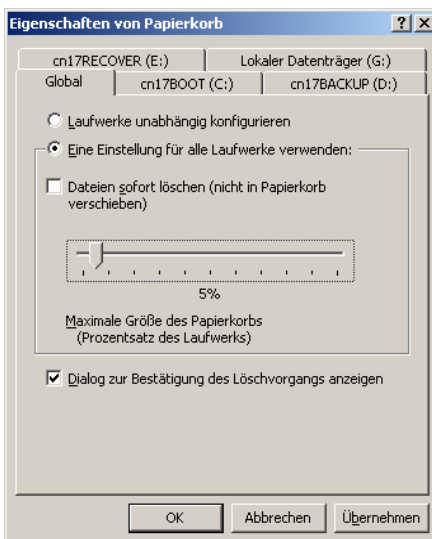 Eigenschaften von Papierkorb
cn17RECOVER (E:) Lokaler Datenträger (G:)
Global cn17BOOT (C:) cn17BACKUP (D:)
Laufwerke unabhängig konfigurieren
Eine Einstellung für alle Laufwerke verwenden:
Dateien sofort löschen (nicht in Papierkorb
verschieben)
5%
Maximale Größe des Papierkorbs
(Prozentsatz des Laufwerks)
Dialog zur Bestätigung des Löschvorgangs anzeigen
OK Abbrechen Übernehmen